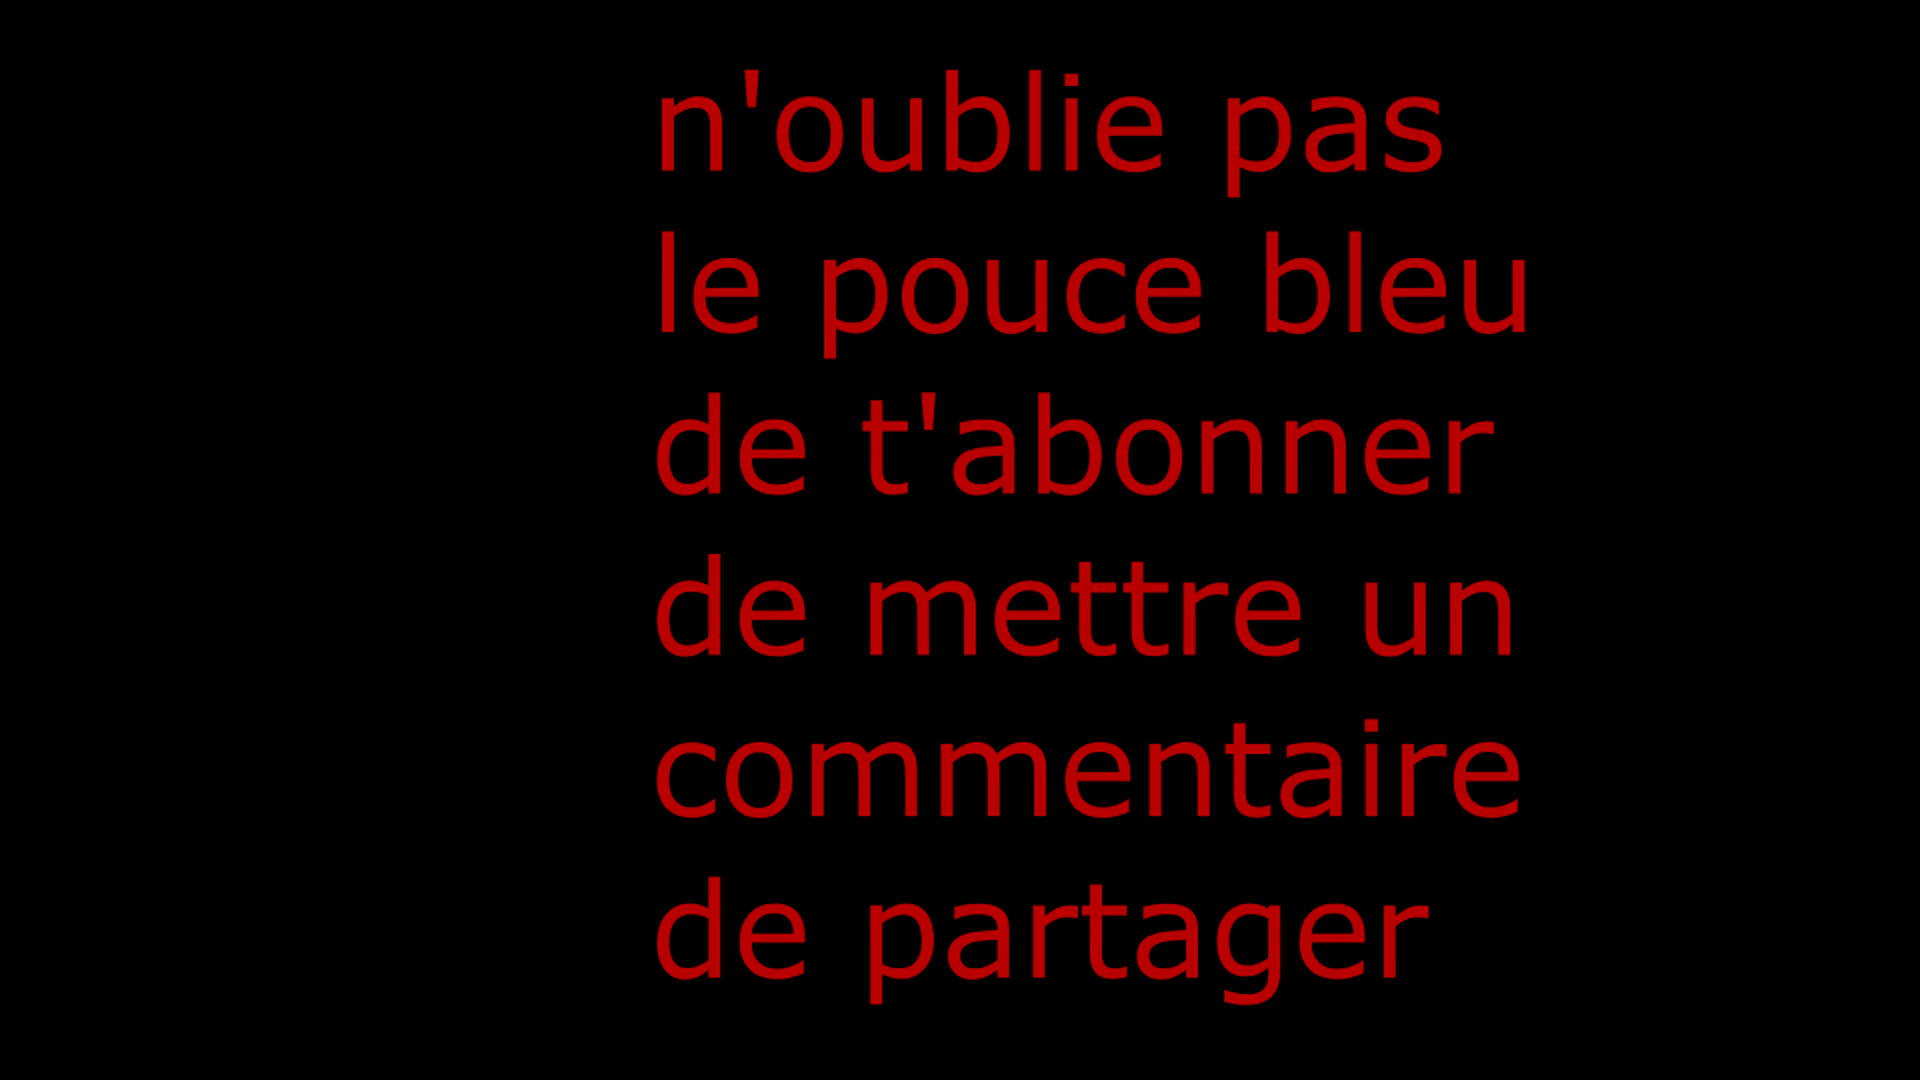 n'oublie pas
le pouce bleu
de t'abonner
de mettre un
commentaire
de partager